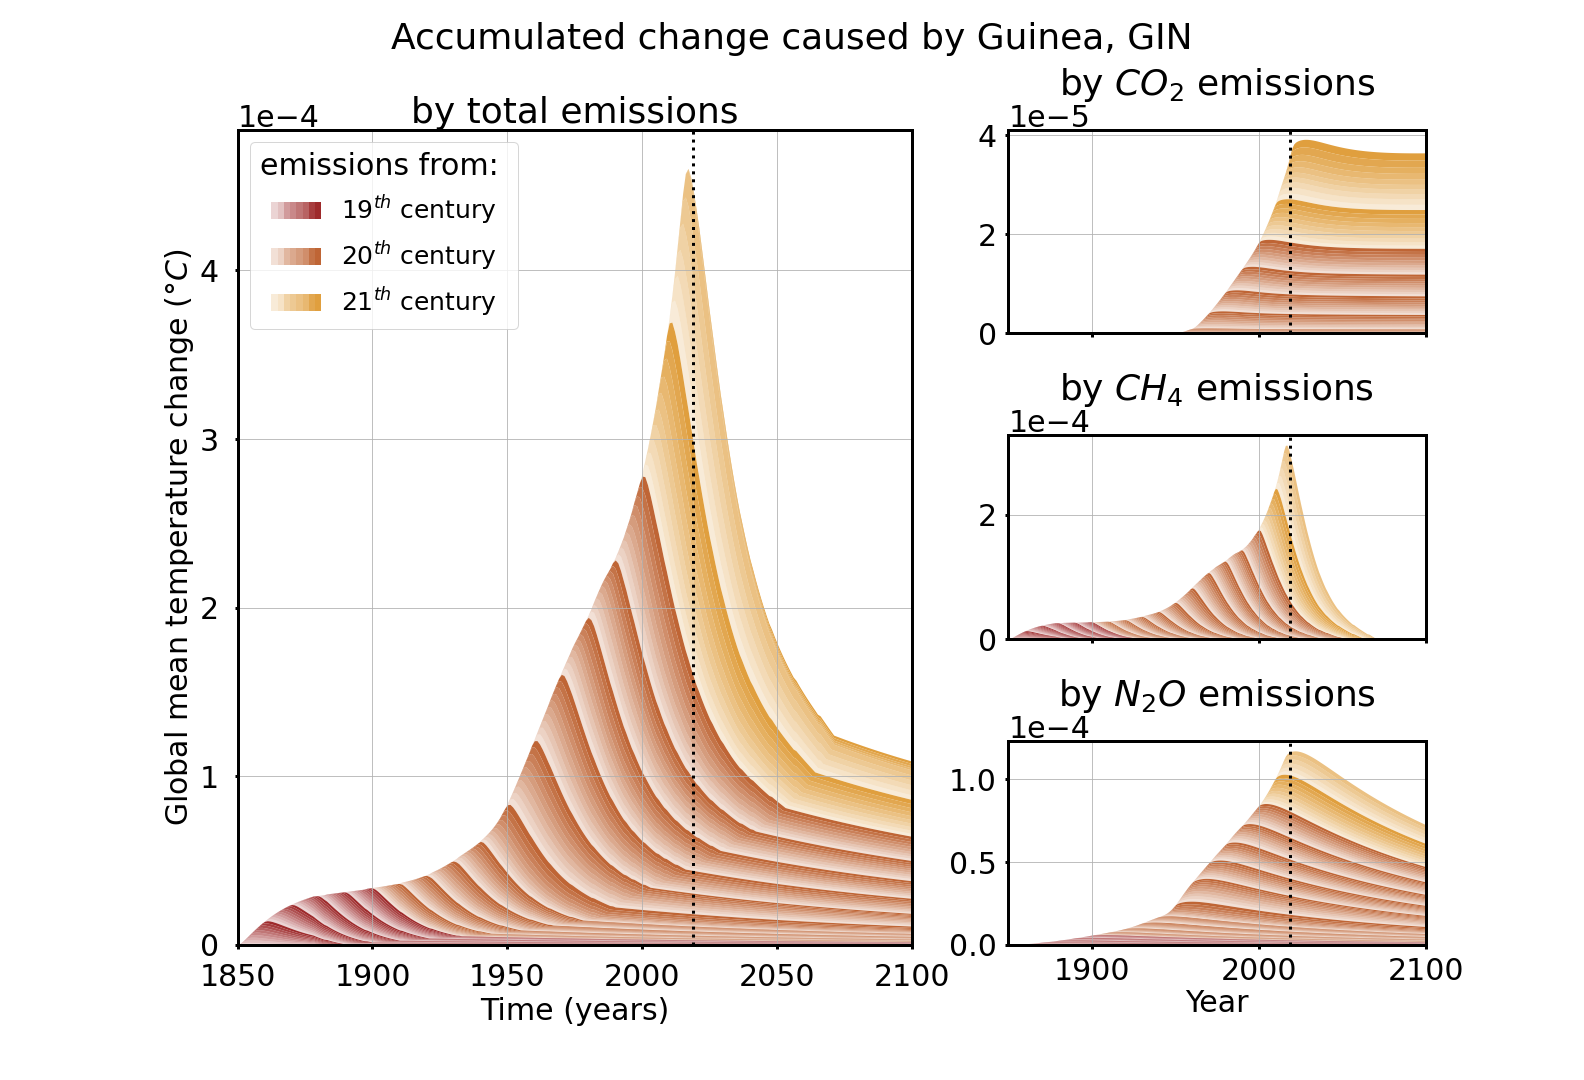 Accumulated change caused by Guinea, GIN
by total emissions
1e−4
emissions from:
19th century
20th century
21th century
Global mean temperature change (°C)
4
3
2
1
0
1850 1900 1950 2000 2050 2100
Time (years)
by CO2 emissions
1e−5
4
2
0
by CH4 emissions
1e−4
2
0
by N2O emissions
1e−4
1.0
0.5
0.0
1900 2000 2100
Year